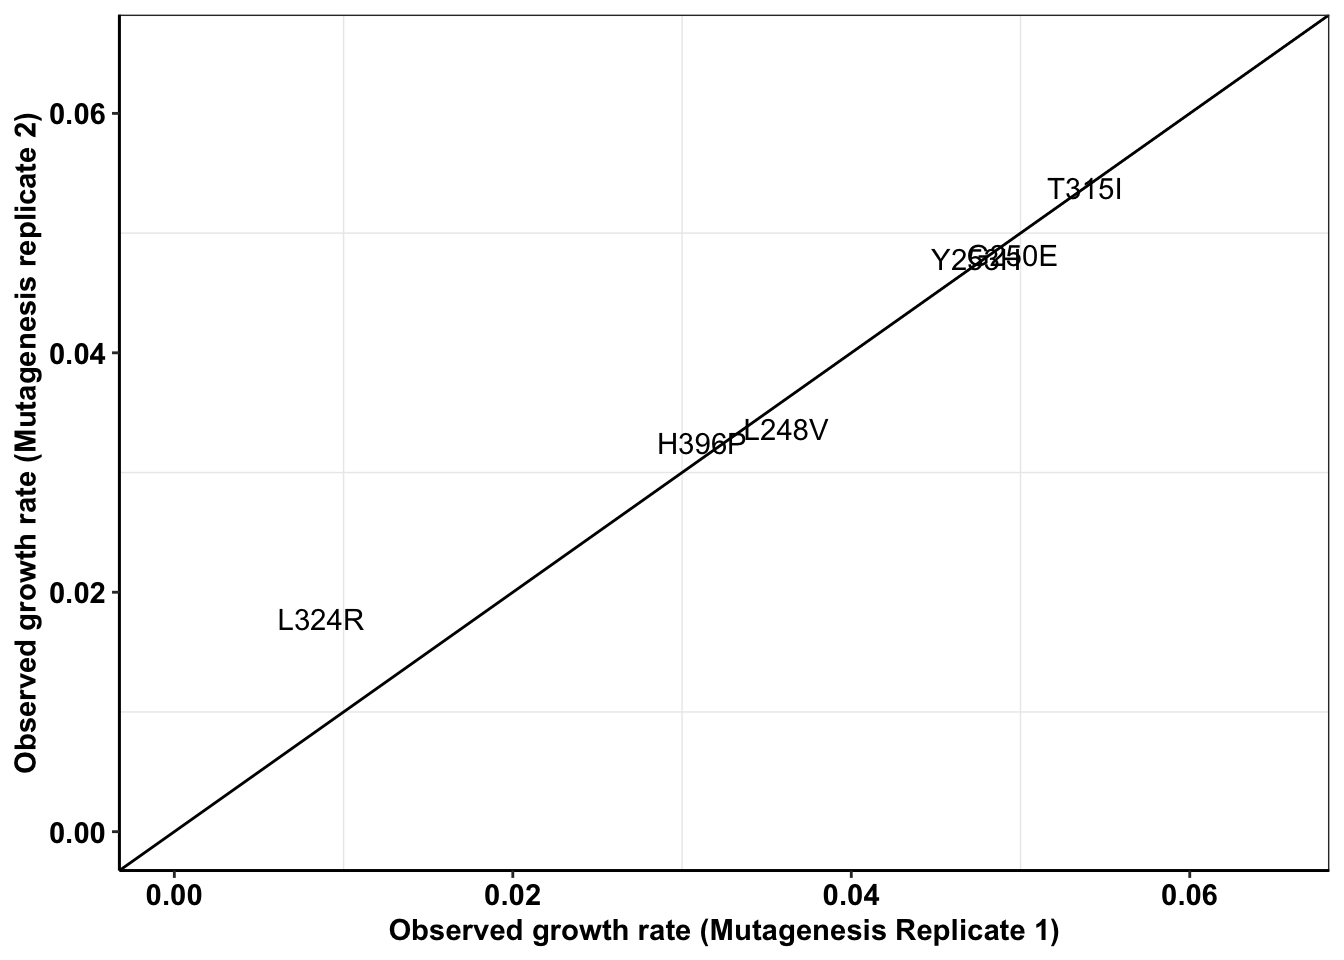 Observed growth rate (Mutagenesis replicate 2)
0.06
0.04
0.02
0.00
T315I
G250E
L248V
H396P
L324R
0.00 0.02 0.04 0.06
Observed growth rate (Mutagenesis Replicate 1)